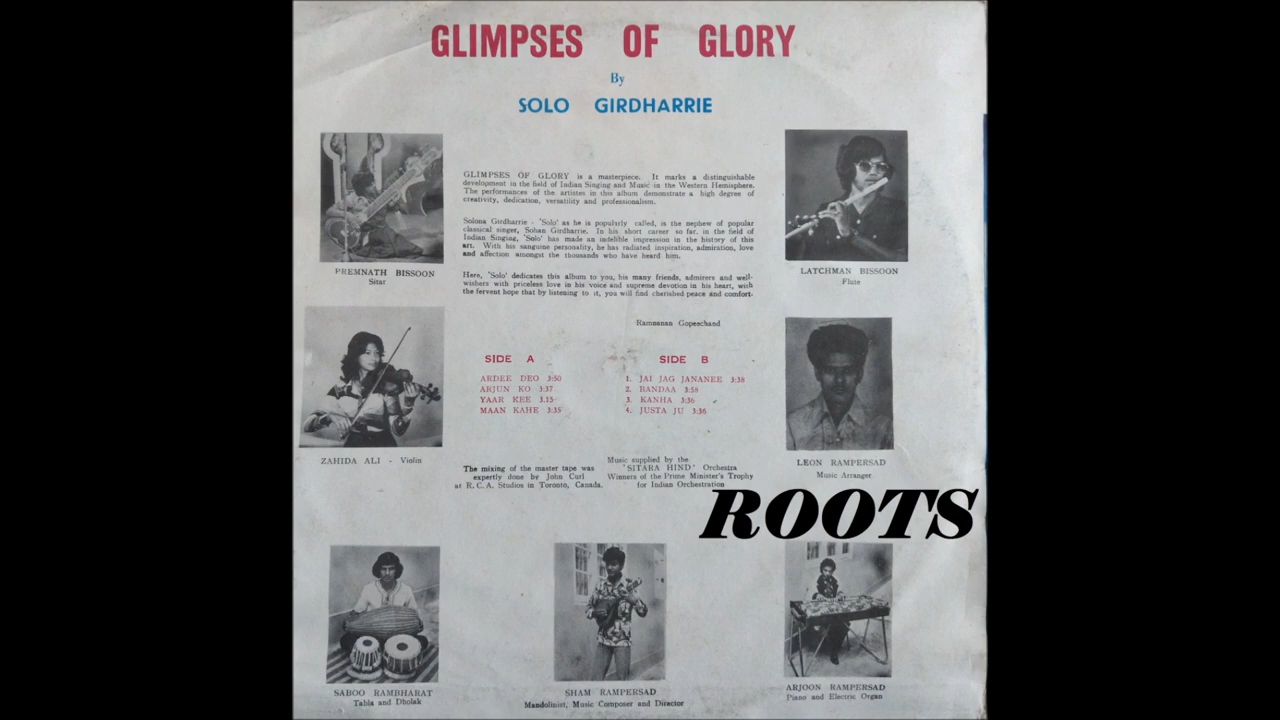 GLIMPSES OF GLORY
By
SOLO GIRDHARRIE
GLIMPSES OF GLORY is a masterpiece. It marks a distinguishable
development in the field of Indian Singing and Music in the Western Hemisphere.
The performances of the artistes in this album demonstrate a high degree of
creativity, dedication, versatility and professionalism.
Solona Girdharrie - 'Solo' as he is popularly called, is the nephew of popular
classical singer, Sohan Girdharrie. In his short career so far, in the field of
Indian Singing, 'Solo' has made an indelible impression in the history of this
art. With his sanguine personality, he has radiated inspiration, admiration, love
and affection amongst the thousands who have heard him.
Here, 'Solo' dedicates this album to you, his many friends, admirers and well-
wishers with priceless love in his voice and supreme devotion in his heart, with
the fervent hope that by listening to it, you will find cherished peace and comfort.
Ramnanan Gopeechand
PREMNATH BISSOON
Sitar
LATCHMAN BISSOON
Flute
SIDE A
ARDEE DEO 3:50
ARJUN KO 3:37
YAAR KEE 3.15
MAAN KAHE 3:35
SIDE B
1. JAI JAG JANANEE 3:38
2. BANDAA 3:58
3. KANHA 3:36
4. JUSTA JU 3:36
ZAHIDA ALI - Violin
LEON RAMPERSAD
Music Arranger
The mixing of the master tape was
expertly done by John Curl
at R.C.A. Studios in Toronto, Canada.
Music supplied by the
'SITARA HIND' Orchestra
Winners of the Prime Minister's Trophy
for Indian Orchestration
ROOTS
SABOO RAMBHARAT
Tabla and Dholak
SHAM RAMPERSAD
Mandolinist, Music Composer and Director
ARJOON RAMPERSAD
Piano and Electric Organ